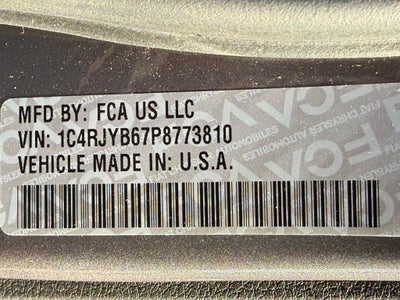 MFD BY: FCA US LLC
VIN: 1C4RJYB67P8773810
VEHICLE MADE IN: U.S.A.